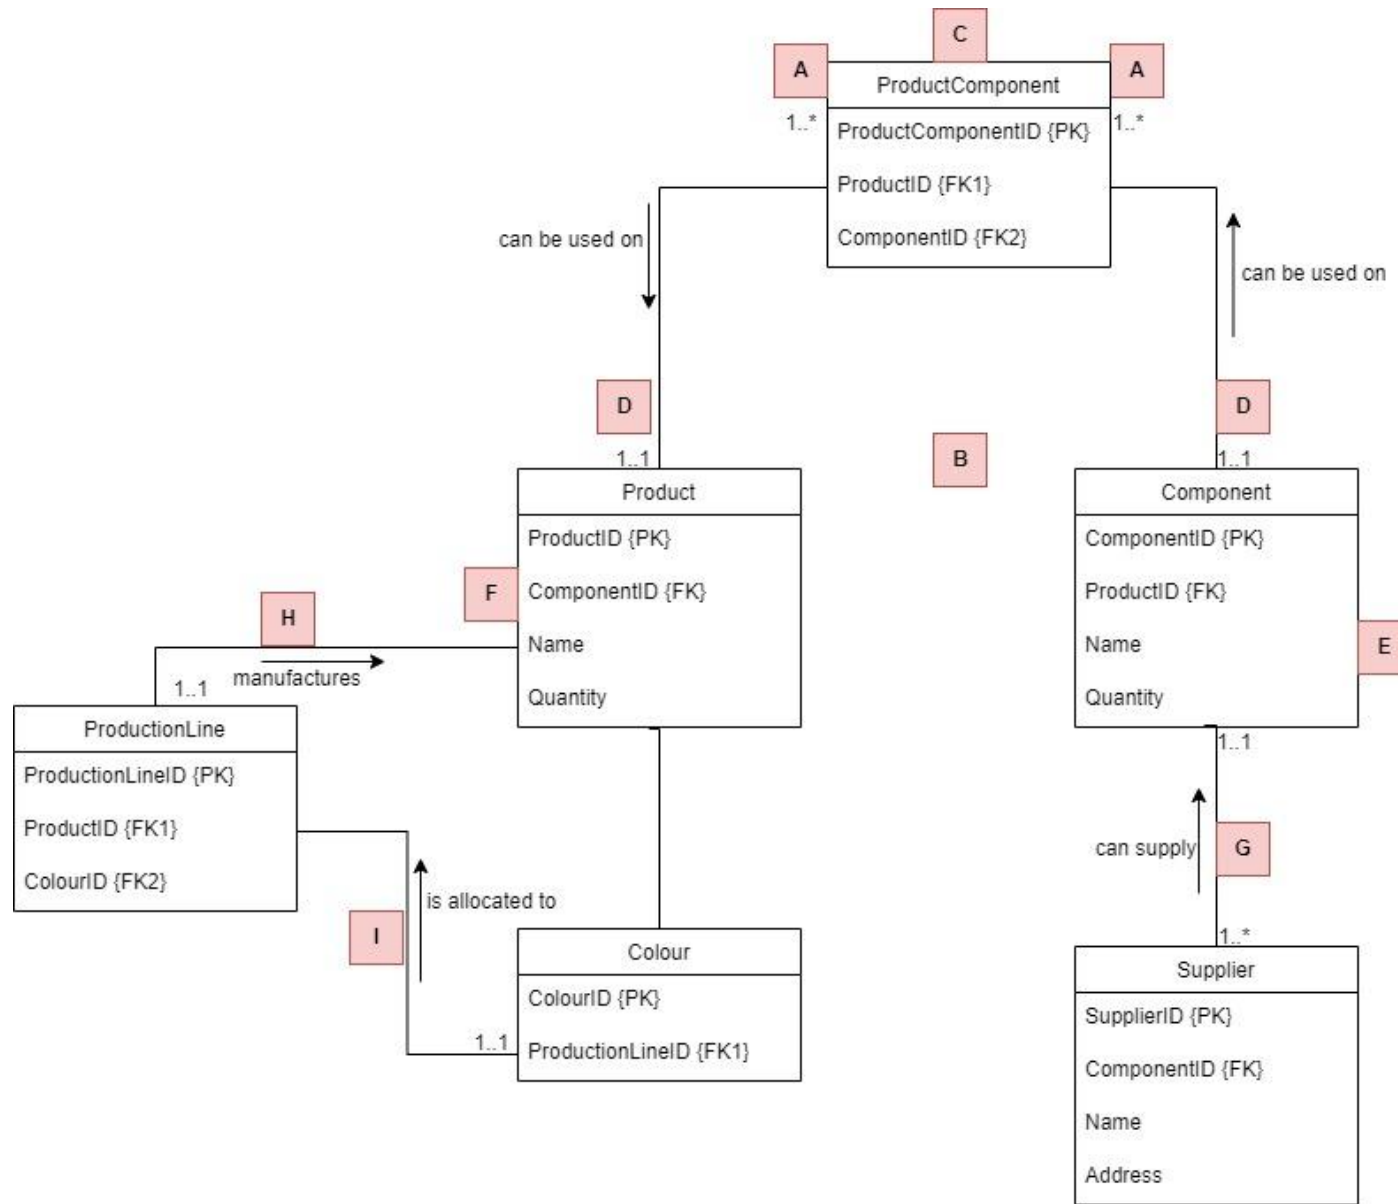 C
A
A
ProductComponent
1..*
1..*
ProductComponentID {PK}
ProductID {FK1}
ComponentID {FK2}
can be used on
can be used on
D
D
B
1..1
1..1
Product
ProductID {PK}
ComponentID {FK}
Name
Quantity
F
Component
ComponentID {PK}
ProductID {FK}
Name
Quantity
E
H
manufactures
1..1
ProductionLine
ProductionLineID {PK}
ProductID {FK1}
ColourID {FK2}
is allocated to
I
1..1
Colour
ColourID {PK}
ProductionLineID {FK1}
1..1
can supply
G
1..*
Supplier
SupplierID {PK}
ComponentID {FK}
Name
Address